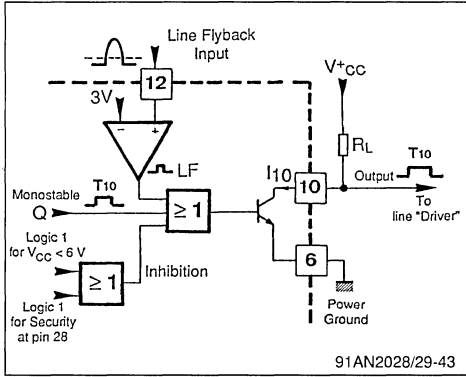 Line Flyback
Input
12
3V
V+CC
- +
LF
RL
T10
I10
10
Output
T10
Monostable
Q
≥ 1
To
line "Driver"
Logic 1
for VCC < 6 V
Inhibition
≥ 1
6
Logic 1
for Security
at pin 28
Power
Ground
91AN2028/29-43